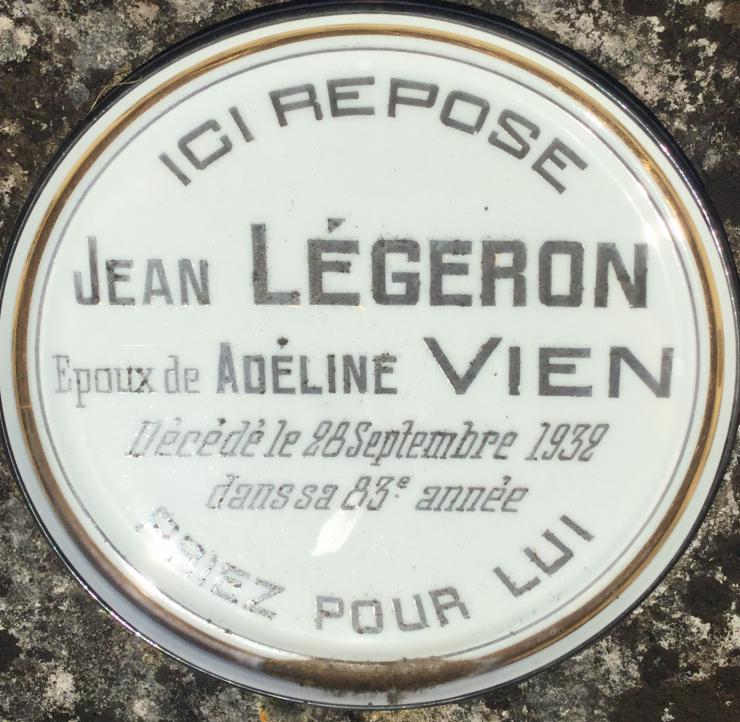 ICI REPOSE
JEAN LÉGERON
Epoux de ADÉLINE VIEN
Décédé le 28 Septembre 1932
dans sa 83e année
PRIEZ POUR LUI